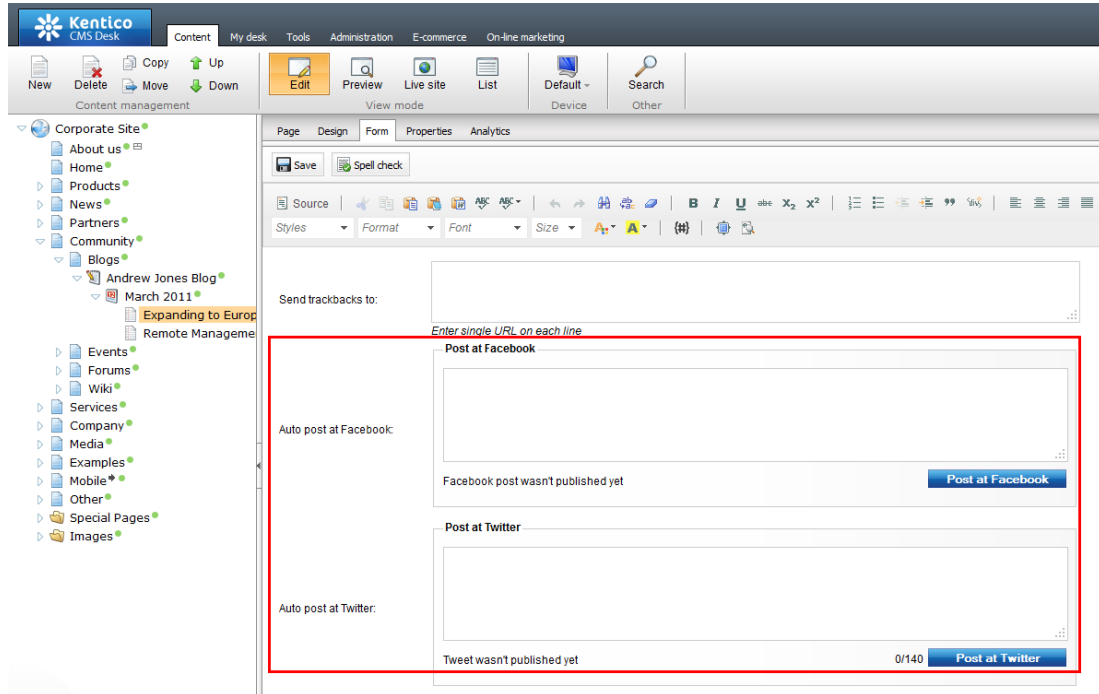 Kentico
CMS Desk
Content My desk Tools Administration E-commerce On-line marketing
New Delete Copy Move Up Down
Content management
Edit Preview Live site List
View mode
Default
Device
Search
Other
Corporate Site
About us
Home
Products
News
Partners
Community
Blogs
Andrew Jones Blog
March 2011
Expanding to Europ
Remote Manageme
Events
Forums
Wiki
Services
Company
Media
Examples
Mobile
Other
Special Pages
Images
Page Design Form Properties Analytics
Save Spell check
Source ABC ABC B I U abc X₂ X²
Styles Format Font Size A A {#}
Send trackbacks to:
Enter single URL on each line
Post at Facebook
Auto post at Facebook:
Facebook post wasn't published yet Post at Facebook
Post at Twitter
Auto post at Twitter:
Tweet wasn't published yet 0/140 Post at Twitter